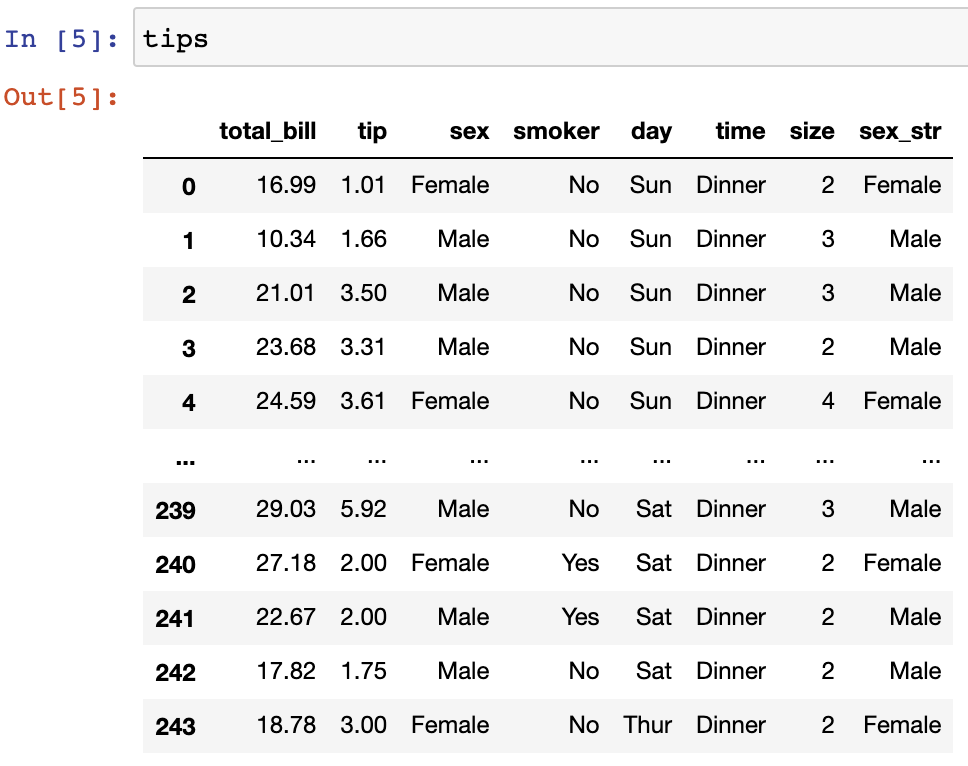 In [5]: tips
Out[5]:
total_bill tip sex smoker day time size sex_str
0 16.99 1.01 Female No Sun Dinner 2 Female
1 10.34 1.66 Male No Sun Dinner 3 Male
2 21.01 3.50 Male No Sun Dinner 3 Male
3 23.68 3.31 Male No Sun Dinner 2 Male
4 24.59 3.61 Female No Sun Dinner 4 Female
... ... ... ... ... ... ... ... ...
239 29.03 5.92 Male No Sat Dinner 3 Male
240 27.18 2.00 Female Yes Sat Dinner 2 Female
241 22.67 2.00 Male Yes Sat Dinner 2 Male
242 17.82 1.75 Male No Sat Dinner 2 Male
243 18.78 3.00 Female No Thur Dinner 2 Female